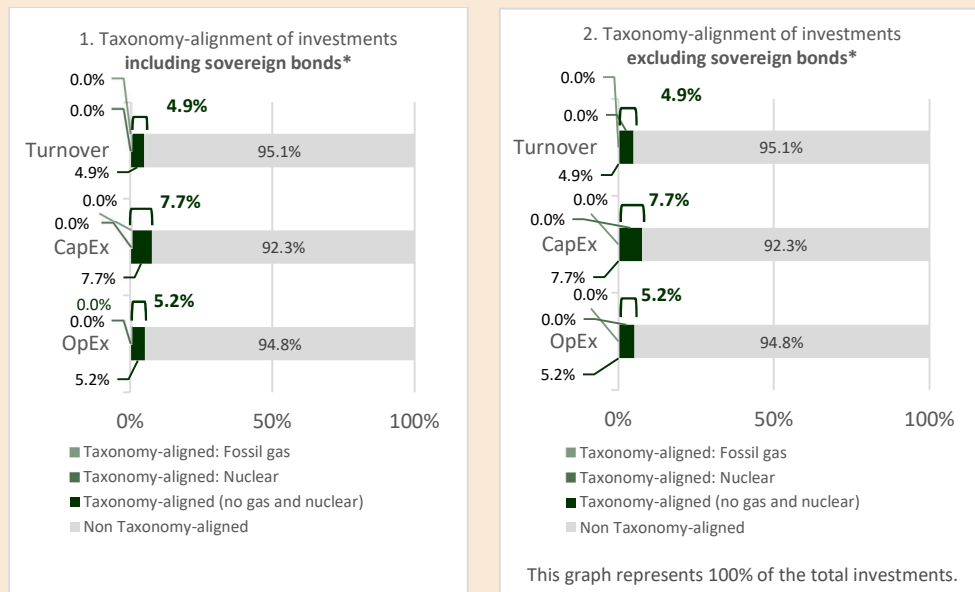 1. Taxonomy-alignment of investments
including sovereign bonds*
0.0%
0.0%
4.9%
Turnover
95.1%
4.9%
0.0%
7.7%
0.0%
CapEx
92.3%
7.7%
0.0%
5.2%
0.0%
OpEx
94.8%
5.2%
0%
50%
100%
Taxonomy-aligned: Fossil gas
Taxonomy-aligned: Nuclear
Taxonomy-aligned (no gas and nuclear)
Non Taxonomy-aligned
2. Taxonomy-alignment of investments
excluding sovereign bonds*
0.0%
4.9%
0.0%
Turnover
95.1%
4.9%
0.0%
7.7%
0.0%
CapEx
92.3%
7.7%
0.0%
5.2%
0.0%
OpEx
94.8%
5.2%
0%
50%
100%
Taxonomy-aligned: Fossil gas
Taxonomy-aligned: Nuclear
Taxonomy-aligned (no gas and nuclear)
Non Taxonomy-aligned
This graph represents 100% of the total investments.